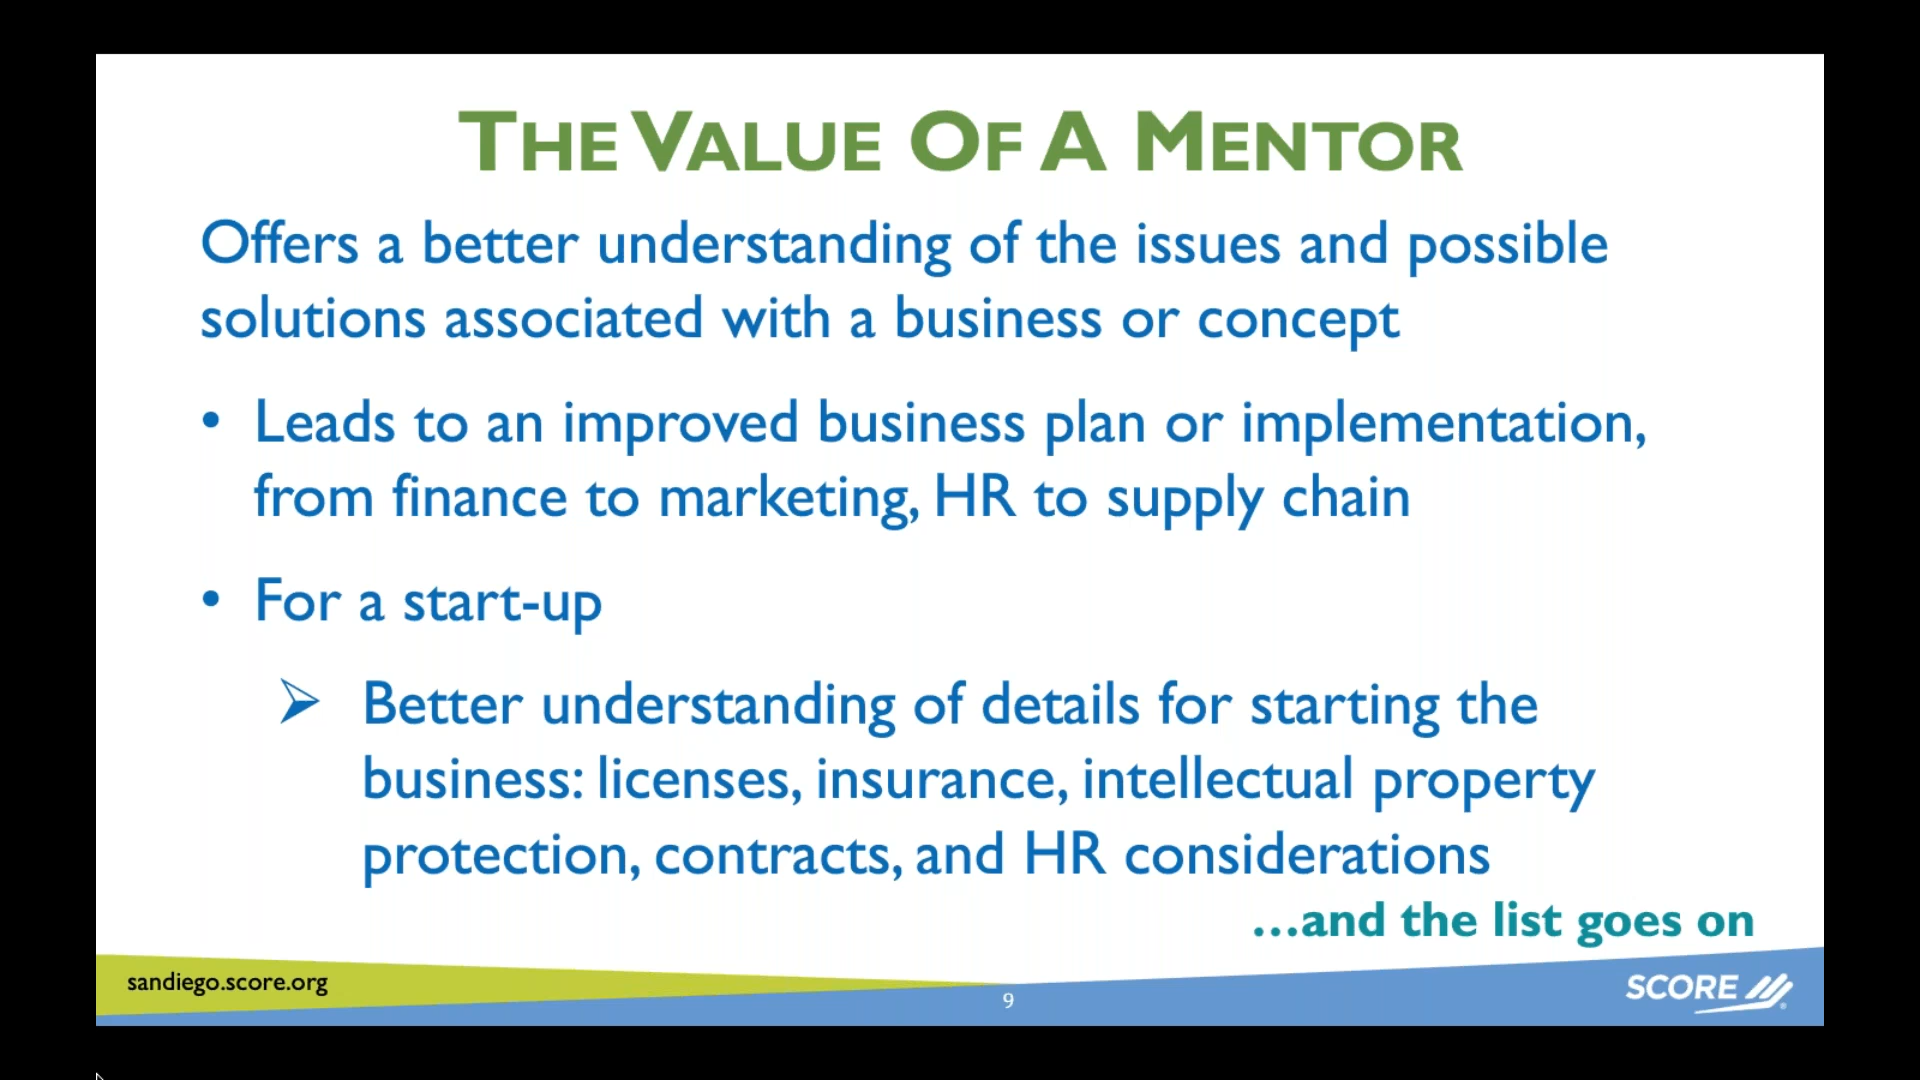 THE VALUE OF A MENTOR
Offers a better understanding of the issues and possible
solutions associated with a business or concept
• Leads to an improved business plan or implementation,
from finance to marketing, HR to supply chain
• For a start-up
➢ Better understanding of details for starting the
business: licenses, insurance, intellectual property
protection, contracts, and HR considerations
...and the list goes on
sandiego.score.org
9
SCORE